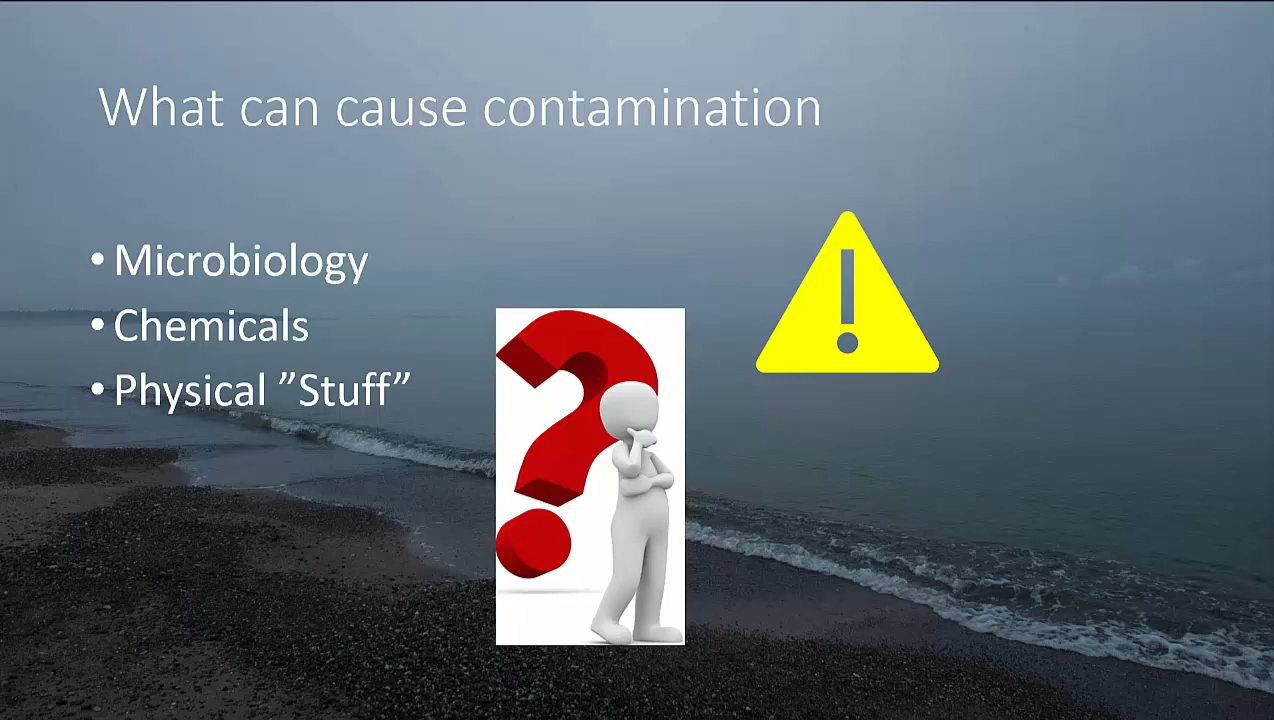 What can cause contamination
• Microbiology
• Chemicals
• Physical ”Stuff”